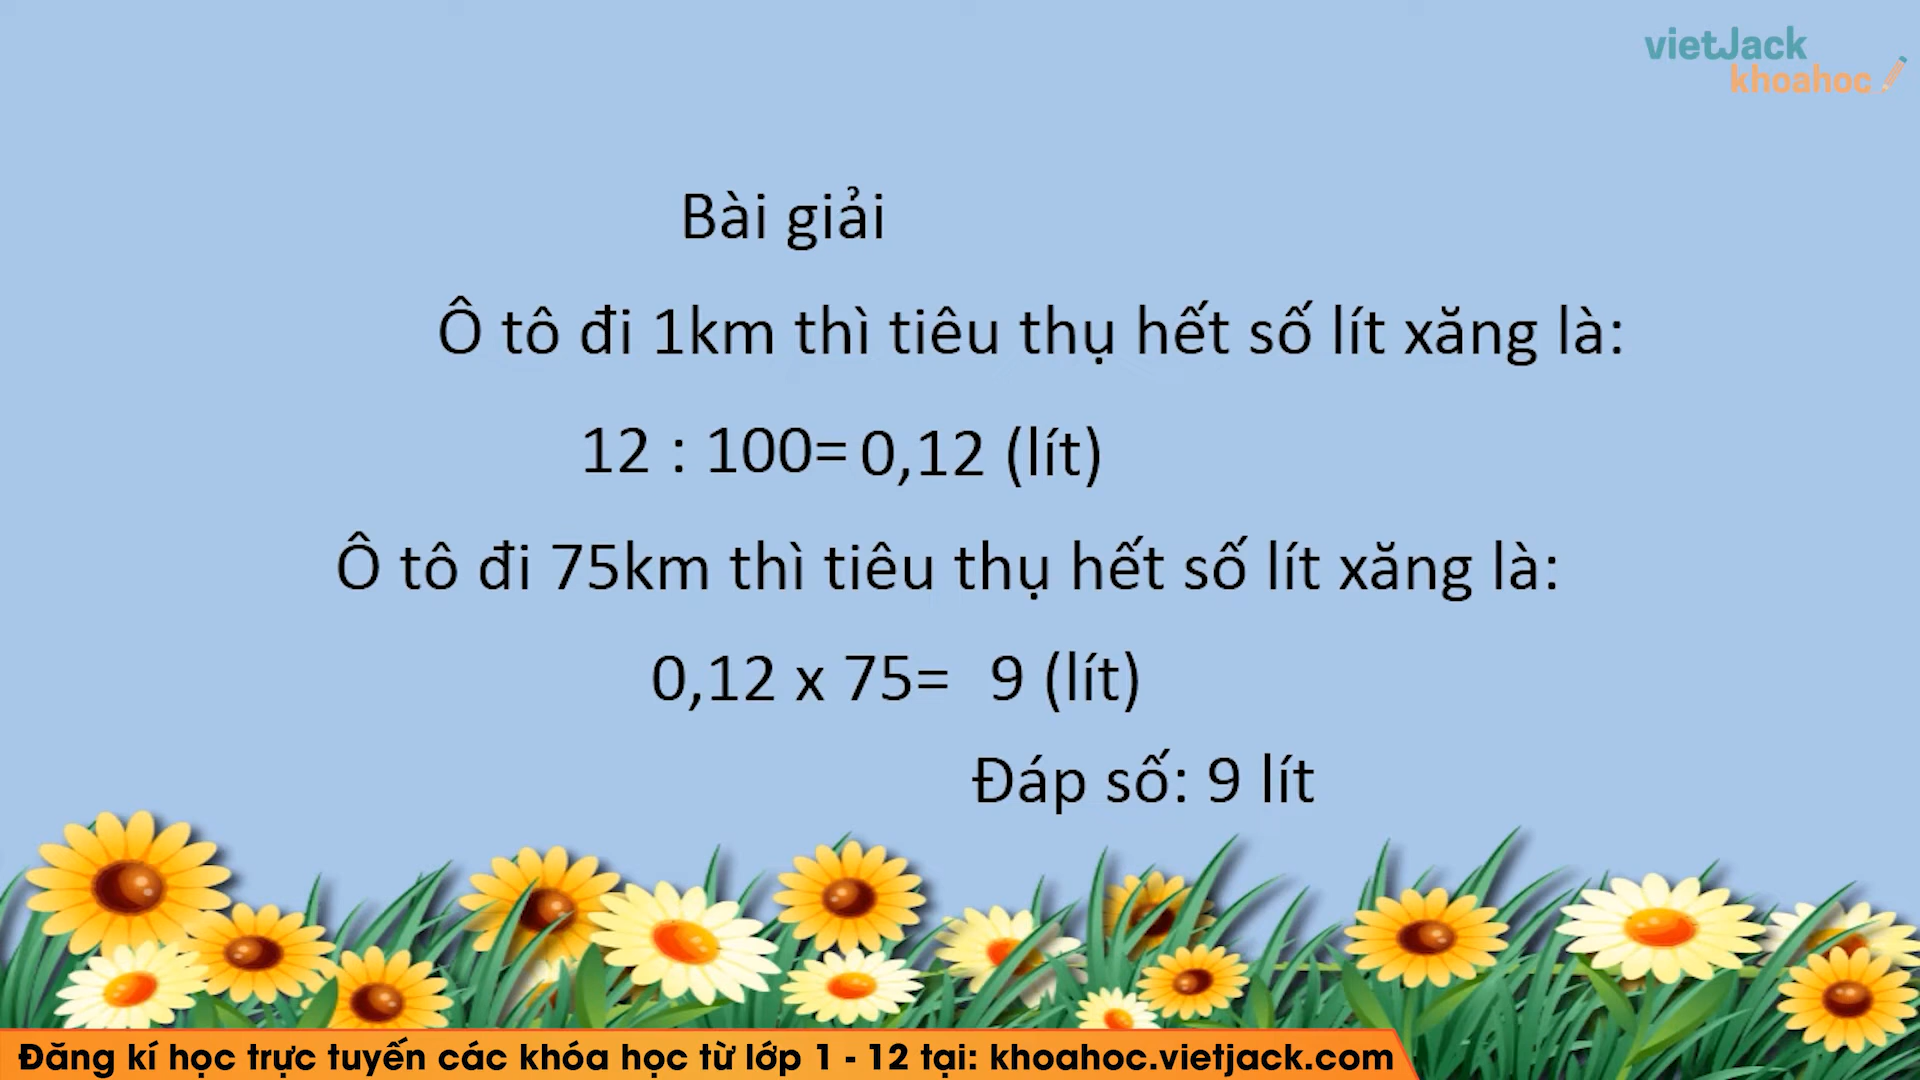 vietJack
khoahoc
Bài giải
Ô tô đi 1km thì tiêu thụ hết số lít xăng là:
12 : 100= 0,12 (lít)
Ô tô đi 75km thì tiêu thụ hết số lít xăng là:
0,12 x 75= 9 (lít)
Đáp số: 9 lít
Đăng kí học trực tuyến các khóa học từ lớp 1 - 12 tại: khoahoc.vietjack.com